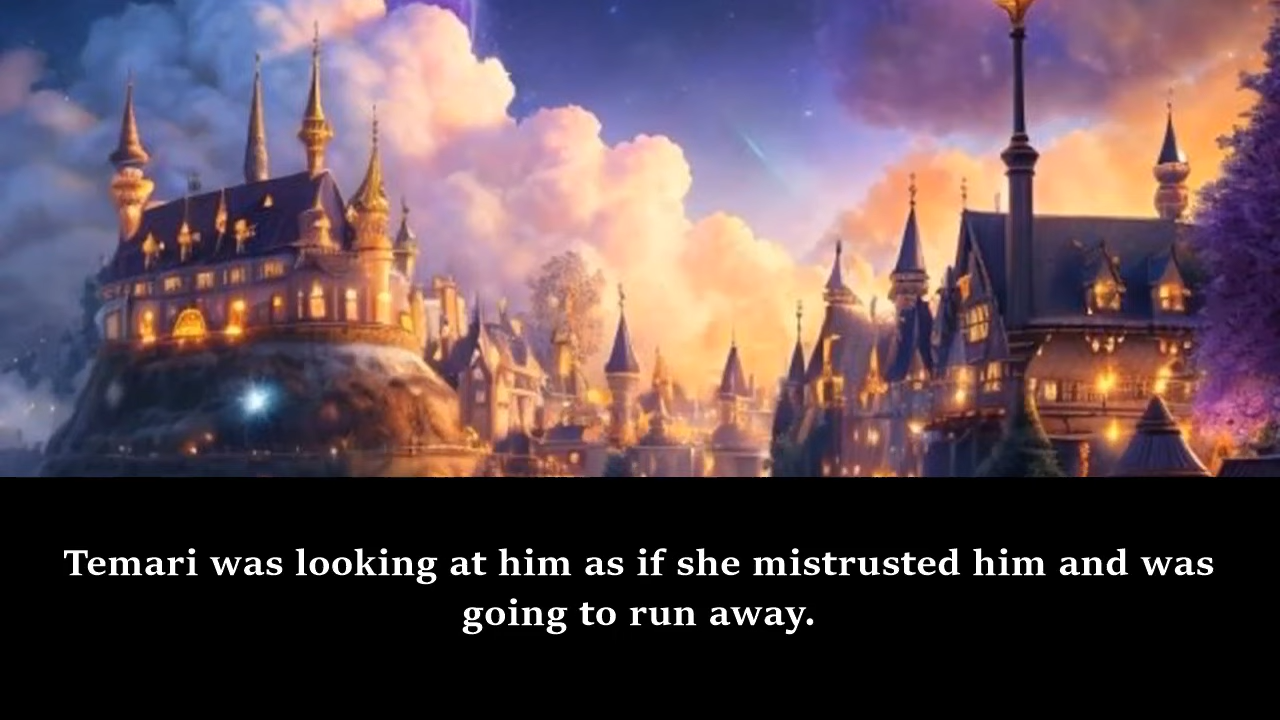 Temari was looking at him as if she mistrusted him and was
going to run away.